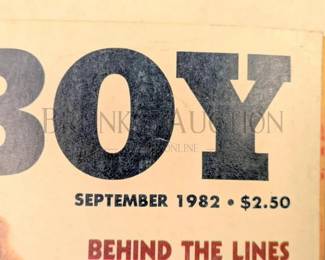 BOY
SEPTEMBER 1982 • $2.50
BEHIND THE LINES